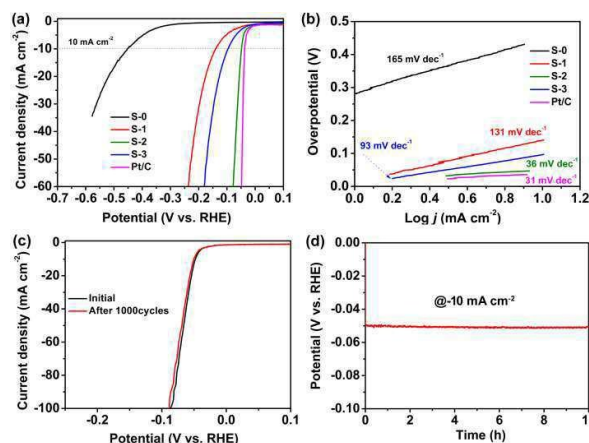 (a)
10 mA cm-2
S-0
S-1
S-2
S-3
Pt/C
Current density (mA cm-2)
0
-10
-20
-30
-40
-50
-60
-0.7 -0.6 -0.5 -0.4 -0.3 -0.2 -0.1 0.0 0.1
Potential (V vs. RHE)
(b)
165 mV dec-1
S-0
S-1
S-2
S-3
Pt/C
93 mV dec-1
131 mV dec-1
36 mV dec-1
31 mV dec-1
Overpotential (V)
0.6
0.4
0.2
0.0
0.0 0.2 0.4 0.6 0.8 1.0 1.2
Log j (mA cm-2)
(c)
Initial
After 1000cycles
Current density (mA cm-2)
0
-20
-40
-60
-80
-100
-0.2 -0.1 0.0 0.1
Potential (V vs. RHE)
(d)
@-10 mA cm-2
Potential (V vs. RHE)
0.00
-0.02
-0.04
-0.06
-0.08
-0.10
0 2 4 6 8
Time (h)